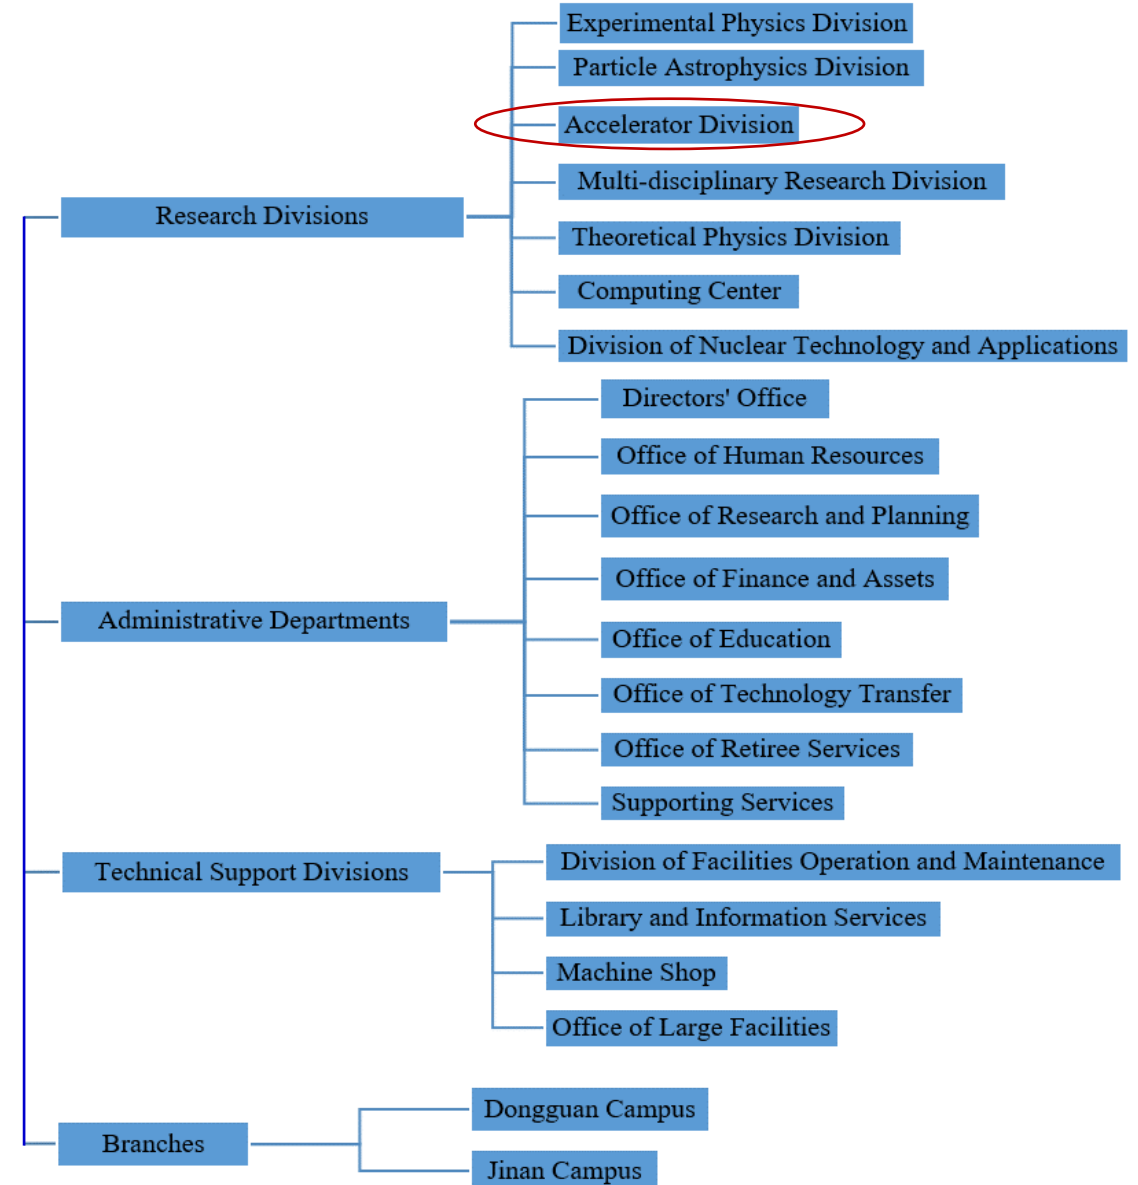 Experimental Physics Division
Particle Astrophysics Division
Accelerator Division
Multi-disciplinary Research Division
Research Divisions
Theoretical Physics Division
Computing Center
Division of Nuclear Technology and Applications
Directors' Office
Office of Human Resources
Office of Research and Planning
Office of Finance and Assets
Administrative Departments
Office of Education
Office of Technology Transfer
Office of Retiree Services
Supporting Services
Division of Facilities Operation and Maintenance
Technical Support Divisions
Library and Information Services
Machine Shop
Office of Large Facilities
Dongguan Campus
Branches
Jinan Campus